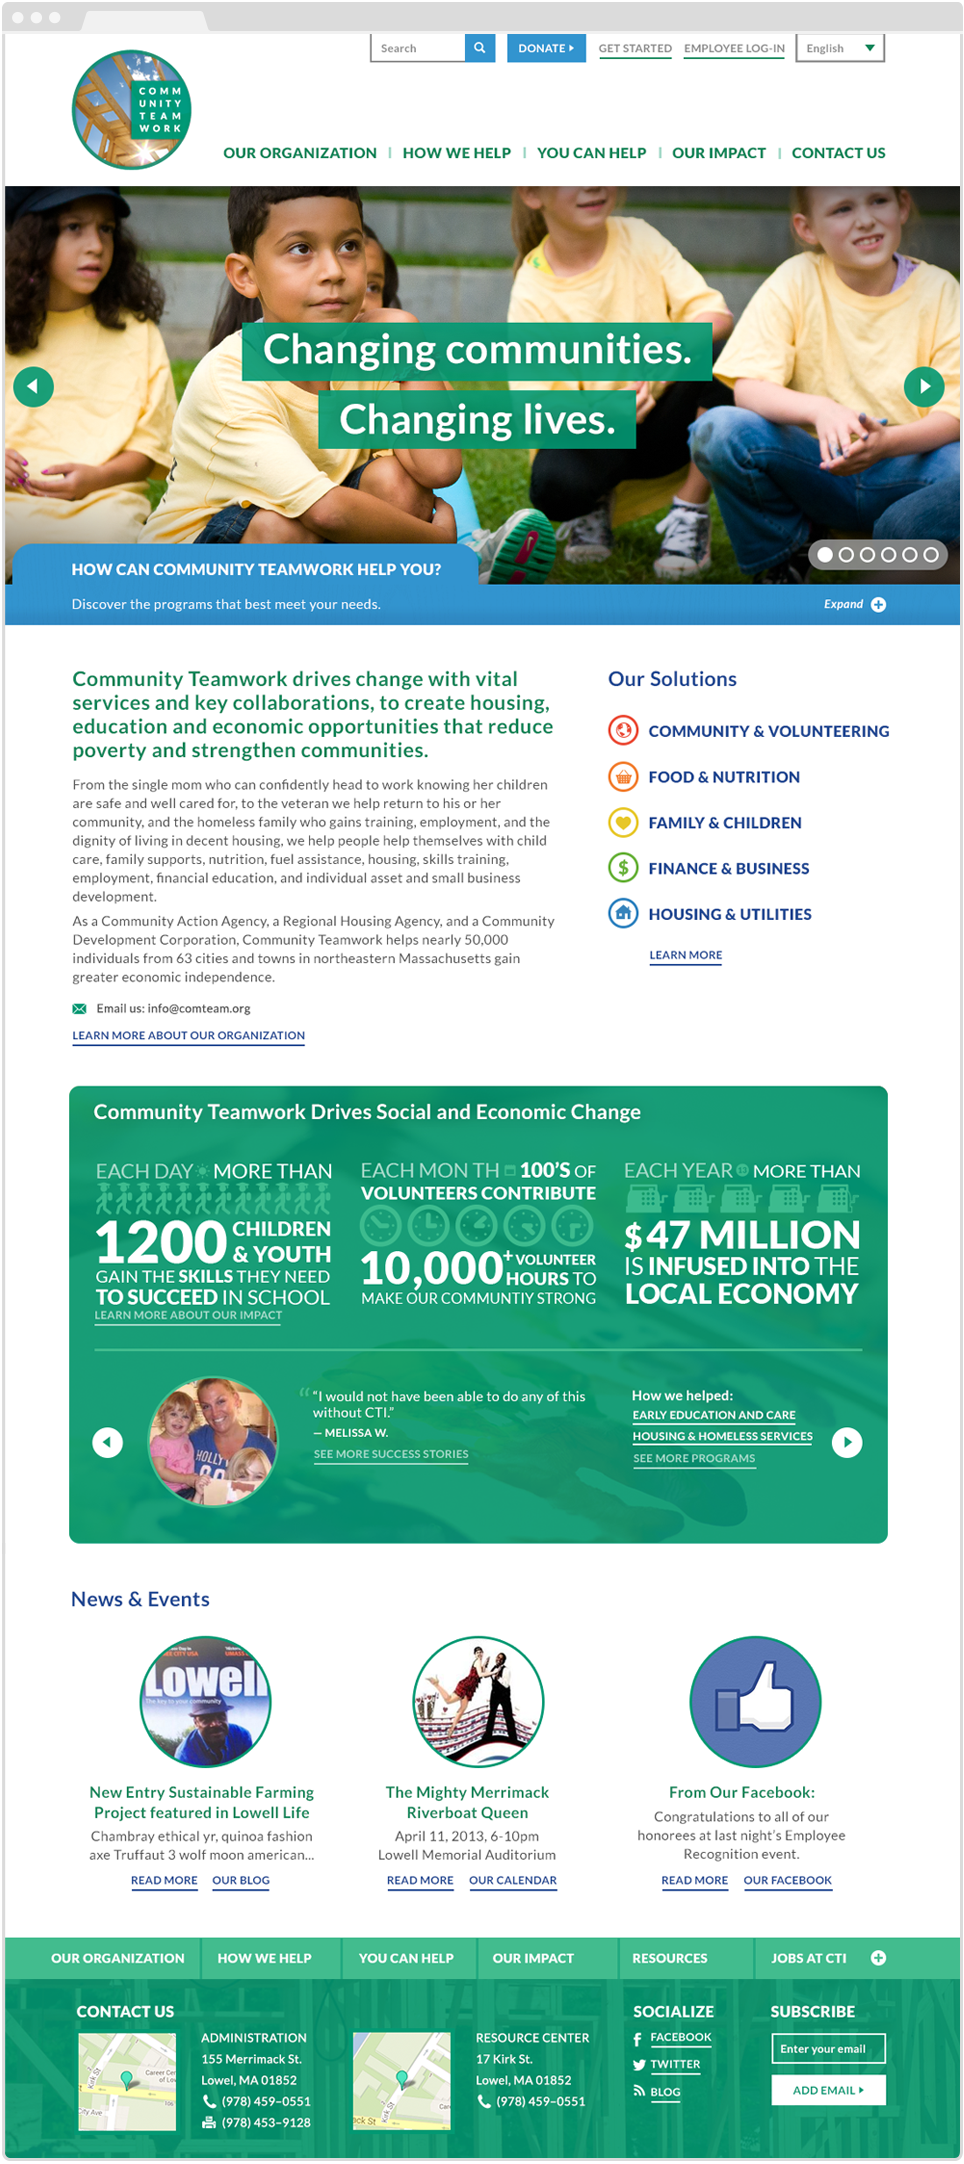 Search
DONATE
GET STARTED
EMPLOYEE LOG-IN
English
COMM
UNITY
TEAM
WORK
OUR ORGANIZATION
HOW WE HELP
YOU CAN HELP
OUR IMPACT
CONTACT US
Changing communities.
Changing lives.
HOW CAN COMMUNITY TEAMWORK HELP YOU?
Discover the programs that best meet your needs.
Expand
Community Teamwork drives change with vital
services and key collaborations, to create housing,
education and economic opportunities that reduce
poverty and strengthen communities.
From the single mom who can confidently head to work knowing her children
are safe and well cared for, to the veteran we help return to his or her
community, and the homeless family who gains training, employment, and the
dignity of living in decent housing, we help people help themselves with child
care, family supports, nutrition, fuel assistance, housing, skills training,
employment, financial education, and individual asset and small business
development.
As a Community Action Agency, a Regional Housing Agency, and a Community
Development Corporation, Community Teamwork helps nearly 50,000
individuals from 63 cities and towns in northeastern Massachusetts gain
greater economic independence.
Email us: info@comteam.org
LEARN MORE ABOUT OUR ORGANIZATION
Our Solutions
COMMUNITY & VOLUNTEERING
FOOD & NUTRITION
FAMILY & CHILDREN
$
FINANCE & BUSINESS
HOUSING & UTILITIES
LEARN MORE
Community Teamwork Drives Social and Economic Change
EACH DAY MORE THAN
1200 CHILDREN
& YOUTH
GAIN THE SKILLS THEY NEED
TO SUCCEED IN SCHOOL
LEARN MORE ABOUT OUR IMPACT
EACH MON TH 100'S OF
VOLUNTEERS CONTRIBUTE
10,000+ VOLUNTEER
HOURS TO
MAKE OUR COMMUNTIY STRONG
EACH YEAR MORE THAN
$47 MILLION
IS INFUSED INTO THE
LOCAL ECONOMY
“ “I would not have been able to do any of this
without CTI.”
— MELISSA W.
SEE MORE SUCCESS STORIES
How we helped:
EARLY EDUCATION AND CARE
HOUSING & HOMELESS SERVICES
SEE MORE PROGRAMS
News & Events
Lowell
The key to your community
New Entry Sustainable Farming
Project featured in Lowell Life
Chambray ethical yr, quinoa fashion
axe Truffaut 3 wolf moon american...
READ MORE
OUR BLOG
The Mighty Merrimack
Riverboat Queen
April 11, 2013, 6-10pm
Lowell Memorial Auditorium
READ MORE
OUR CALENDAR
From Our Facebook:
Congratulations to all of our
honorees at last night's Employee
Recognition event.
READ MORE
OUR FACEBOOK
OUR ORGANIZATION
HOW WE HELP
YOU CAN HELP
OUR IMPACT
RESOURCES
JOBS AT CTI
CONTACT US
Kirk St
ADMINISTRATION
155 Merrimack St.
Lowel, MA 01852
(978) 459–0551
(978) 453–9128
Kirk St
RESOURCE CENTER
17 Kirk St.
Lowel, MA 01852
(978) 459–0551
SOCIALIZE
FACEBOOK
TWITTER
BLOG
SUBSCRIBE
Enter your email
ADD EMAIL